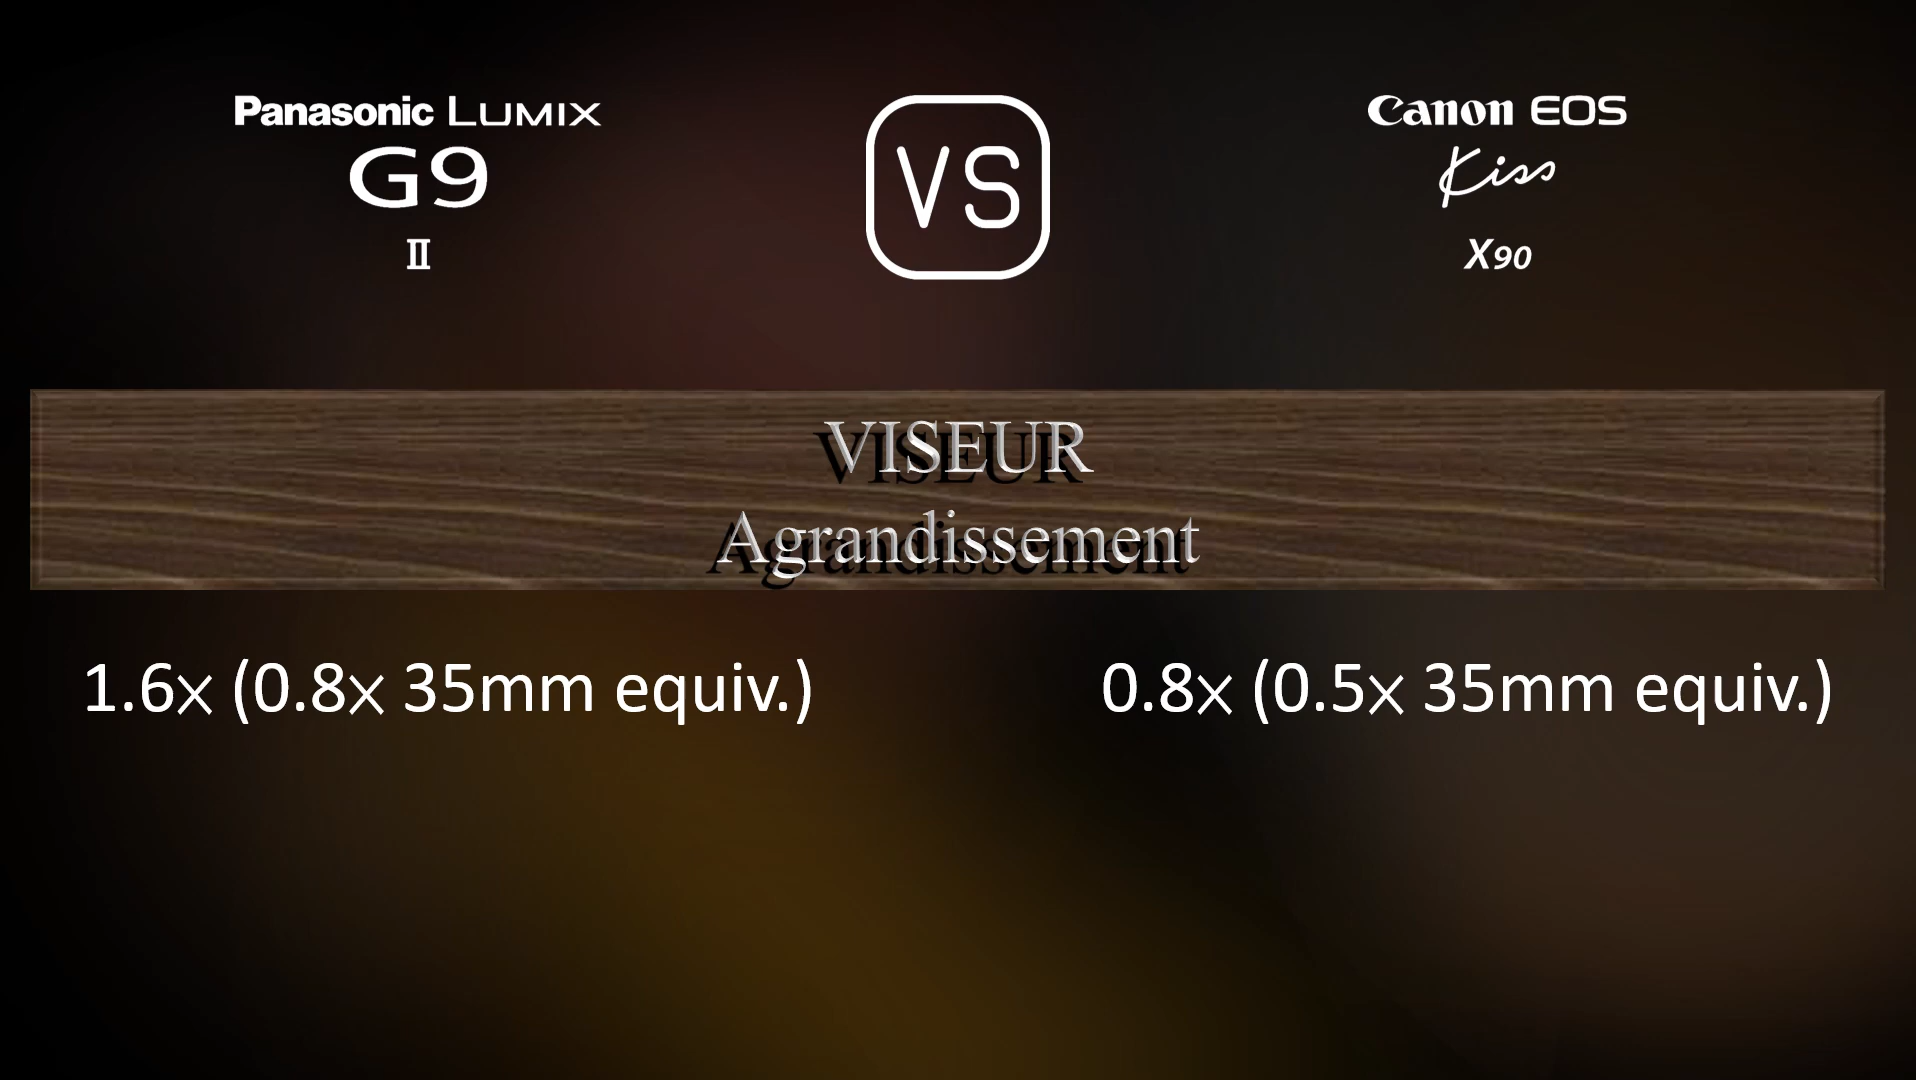 Panasonic LUMIX
G9
II
VS
Canon EOS
Kiss
X90
VISEUR
Agrandissement
1.6x (0.8x 35mm equiv.)
0.8x (0.5x 35mm equiv.)